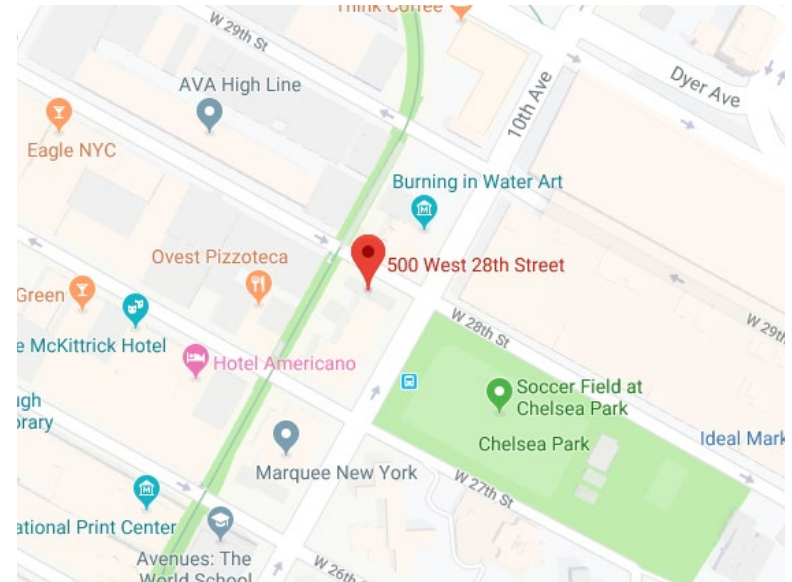 Think Coffee
W 29th St
AVA High Line
10th Ave
Dyer Ave
Eagle NYC
Burning in Water Art
Ovest Pizzoteca
500 West 28th Street
Green
W 28th St
W 29th
e McKittrick Hotel
Hotel Americano
Soccer Field at
Chelsea Park
ugh
brary
Chelsea Park
Ideal Mark
Marquee New York
W 27th St
ational Print Center
Avenues: The
World School
W 26th